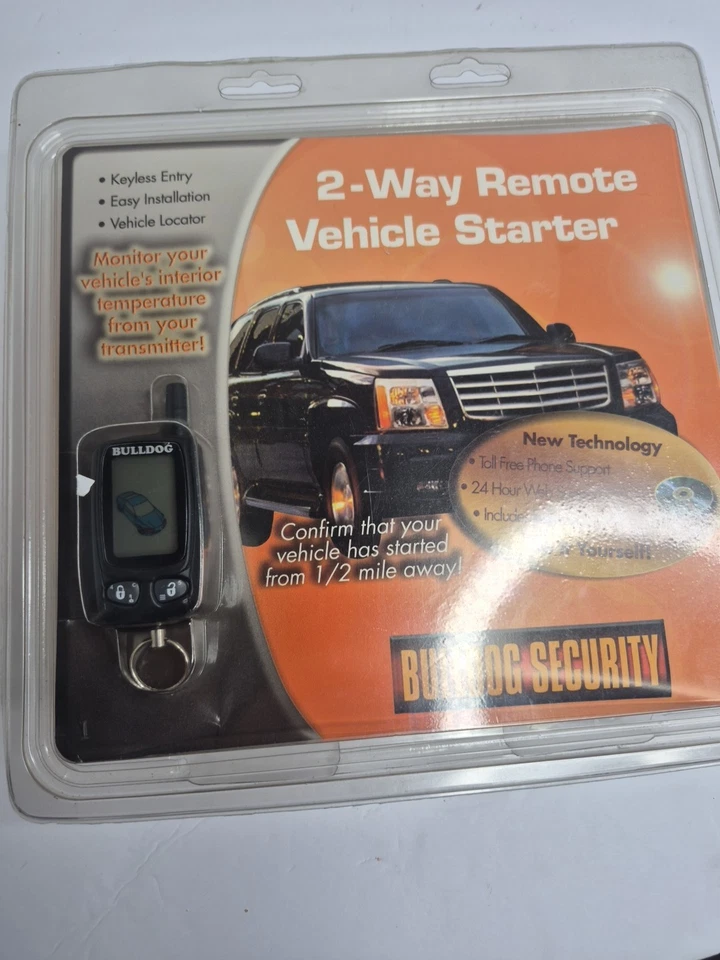 • Keyless Entry
• Easy Installation
• Vehicle Locator
Monitor your
vehicle's interior
temperature
from your
transmitter!
2-Way Remote
Vehicle Starter
BULLDOG
New Technology
• Toll Free Phone Support
• 24 Hour
•
Yourself!
Confirm that your
vehicle has started
from 1/2 mile away!
BULLDOG SECURITY